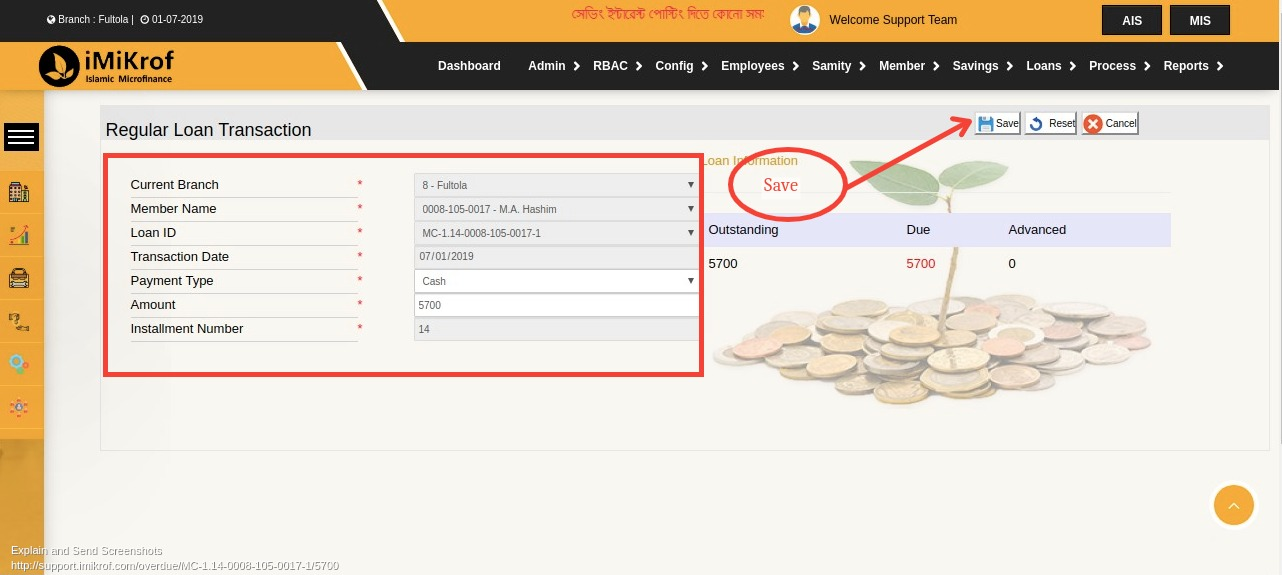 Branch : Fultola | 01-07-2019
সেভিং ইন্টারেস্ট পোস্টিং দিতে কোনো
Welcome Support Team
AIS MIS
iMiKrof
Islamic Microfinance
Dashboard Admin RBAC Config Employees Samity Member Savings Loans Process Reports
Regular Loan Transaction
Save Reset Cancel
Loan Information
Save
Current Branch * 8 - Fultola
Member Name * 0008-105-0017 - M.A. Hashim
Loan ID * MC-1.14-0008-105-0017-1
Transaction Date * 07/01/2019
Payment Type * Cash
Amount * 5700
Installment Number * 14
Outstanding Due Advanced
5700 5700 0
Explain and Send Screenshots
http://support.imikrof.com/overdue/MC-1.14-0008-105-0017-1/5700